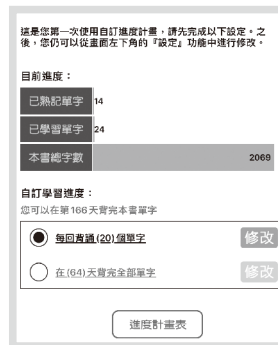 這是您第一次使用自訂進度計畫，請先完成以下設定。之
後，您仍可以從畫面左下角的『設定』功能中進行修改。
目前進度：
已熟記單字 14
已學習單字 24
本書總字數 2069
自訂學習進度：
您可以在第166天背完本書單字
每回背誦(20)個單字 修改
在(64)天背完全部單字 修改
進度計畫表